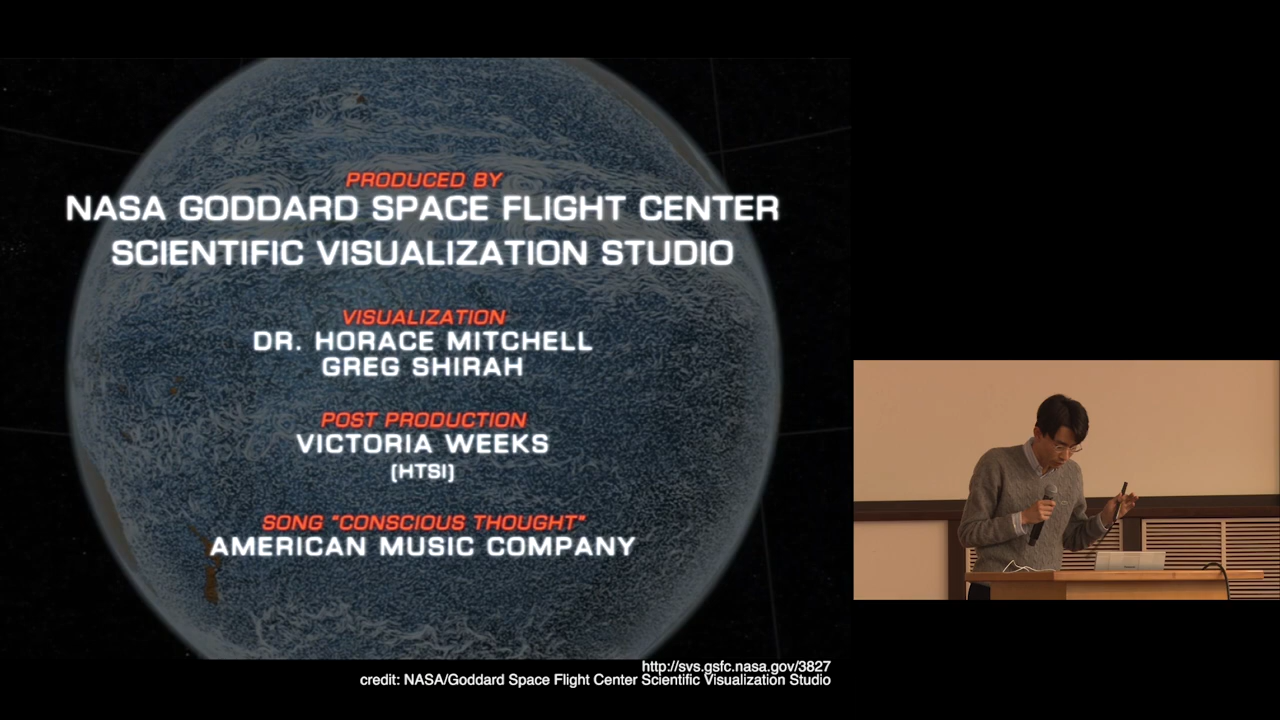 PRODUCED BY
NASA GODDARD SPACE FLIGHT CENTER
SCIENTIFIC VISUALIZATION STUDIO
VISUALIZATION
DR. HORACE MITCHELL
GREG SHIRAH
POST PRODUCTION
VICTORIA WEEKS
(HTSI)
SONG "CONSCIOUS THOUGHT"
AMERICAN MUSIC COMPANY
http://svs.gsfc.nasa.gov/3827
credit: NASA/Goddard Space Flight Center Scientific Visualization Studio